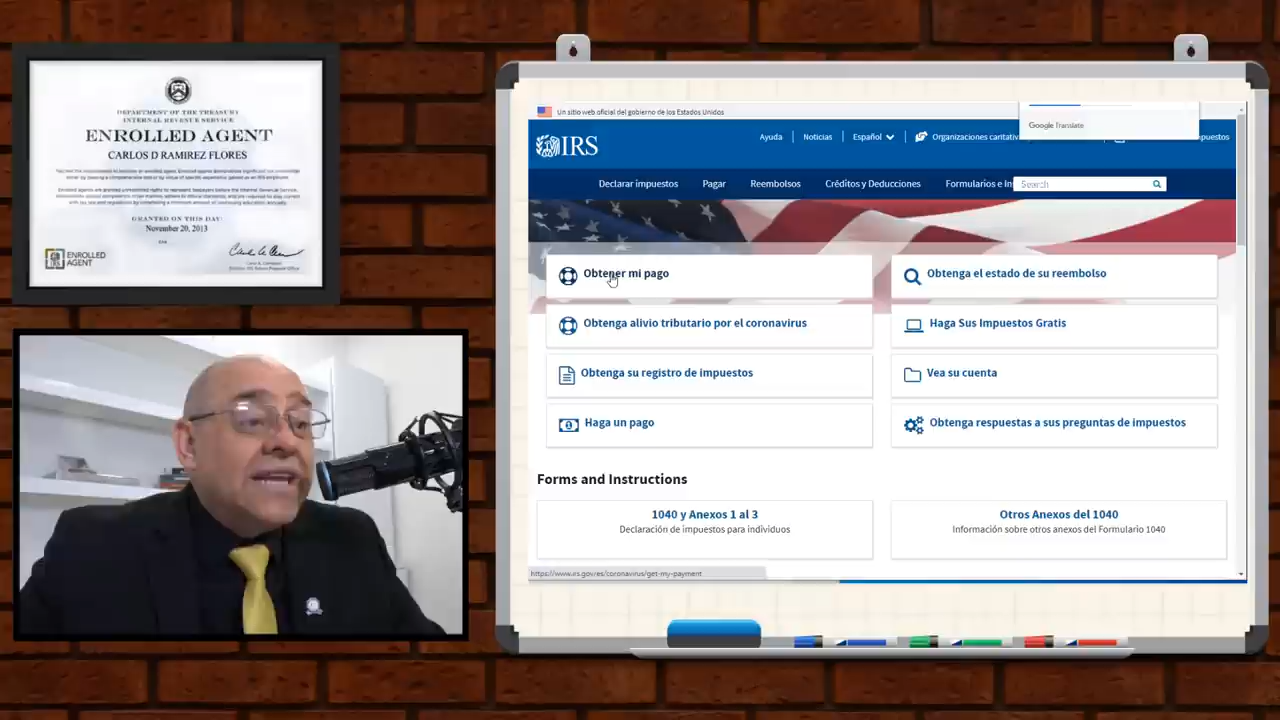 DEPARTMENT OF THE TREASURY
INTERNAL REVENUE SERVICE
ENROLLED AGENT
CARLOS D RAMIREZ FLORES
GRANTED ON THIS DAY:
November 20, 2013
ENROLLED
AGENT
Un sitio web oficial del gobierno de los Estados Unidos
Google Translate
IRS
Ayuda
Noticias
Español
Organizaciones caritativ
Declarar impuestos
Pagar
Reembolsos
Créditos y Deducciones
Formularios e In
Search
Obtener mi pago
Obtenga el estado de su reembolso
Obtenga alivio tributario por el coronavirus
Haga Sus Impuestos Gratis
Obtenga su registro de impuestos
Vea su cuenta
Haga un pago
Obtenga respuestas a sus preguntas de impuestos
Forms and Instructions
1040 y Anexos 1 al 3
Declaración de impuestos para individuos
Otros Anexos del 1040
Información sobre otros anexos del Formulario 1040
https://www.irs.gov/es/coronavirus/get-my-payment